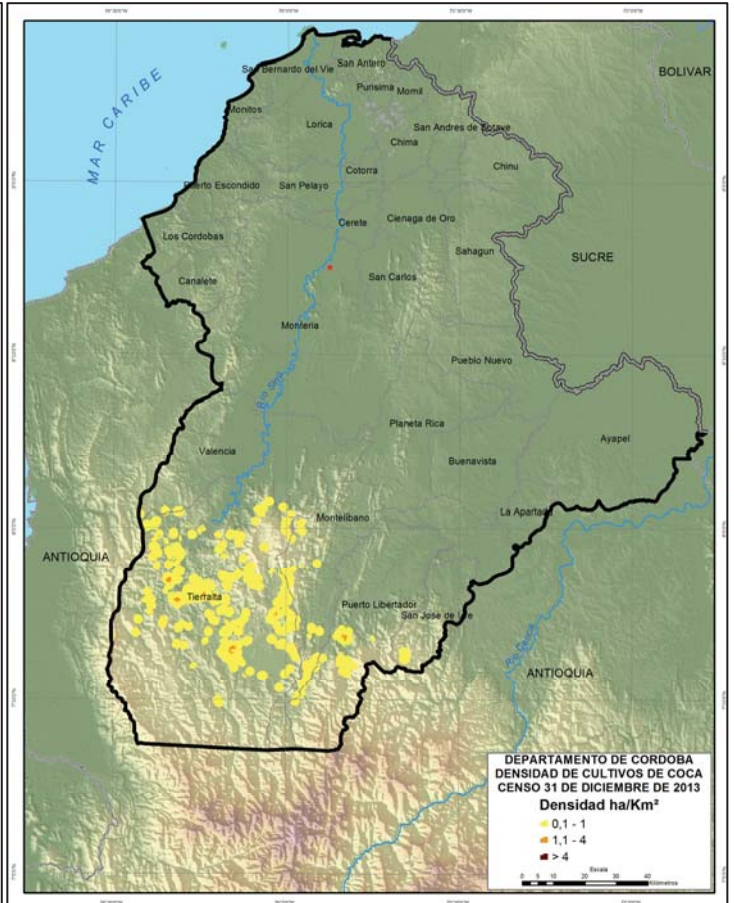 MAR CARIBE
BOLIVAR
San Antero
San Bernardo del Vie
Purisima
Momil
Monitos
Lorica
San Andres de Sotave
Chima
Chinu
Cotorra
Puerto Escondido
San Pelayo
Cerete
Cienaga de Oro
Los Cordobas
Sahagun
SUCRE
Canalete
San Carlos
Monteria
Pueblo Nuevo
Rio Sinu
Planeta Rica
Ayapel
Valencia
Buenavista
La Apartada
Montelibano
ANTIOQUIA
Tierralta
Puerto Libertador
San Jose de Ure
Rio Cauca
ANTIOQUIA
DEPARTAMENTO DE CORDOBA
DENSIDAD DE CULTIVOS DE COCA
CENSO 31 DE DICIEMBRE DE 2013
Densidad ha/Km²
0,1 - 1
1,1 - 4
> 4
Escala
0 5 10 20 30 40
Kilómetros